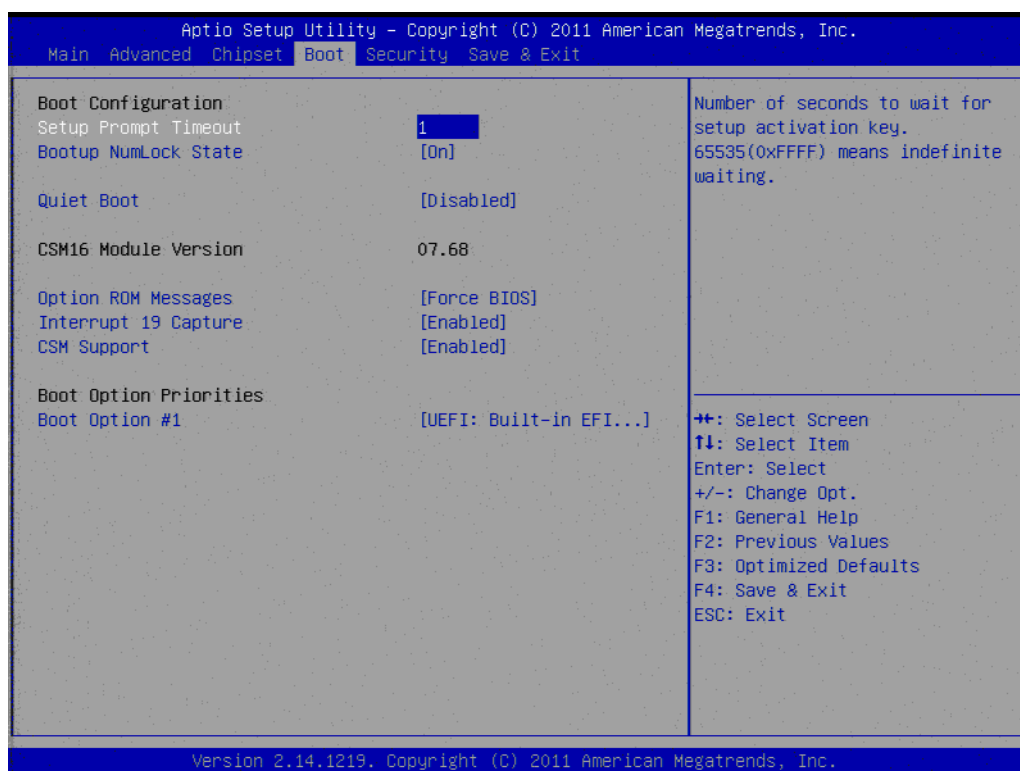 Aptio Setup Utility – Copyright (C) 2011 American Megatrends, Inc.
Main Advanced Chipset Boot Security Save & Exit
Boot Configuration
Setup Prompt Timeout 1
Bootup NumLock State [On]
Quiet Boot [Disabled]
CSM16 Module Version 07.68
Option ROM Messages [Force BIOS]
Interrupt 19 Capture [Enabled]
CSM Support [Enabled]
Boot Option Priorities
Boot Option #1 [UEFI: Built-in EFI...]
Number of seconds to wait for
setup activation key.
65535(0xFFFF) means indefinite
waiting.
→←: Select Screen
↑↓: Select Item
Enter: Select
+/-: Change Opt.
F1: General Help
F2: Previous Values
F3: Optimized Defaults
F4: Save & Exit
ESC: Exit
Version 2.14.1219. Copyright (C) 2011 American Megatrends, Inc.